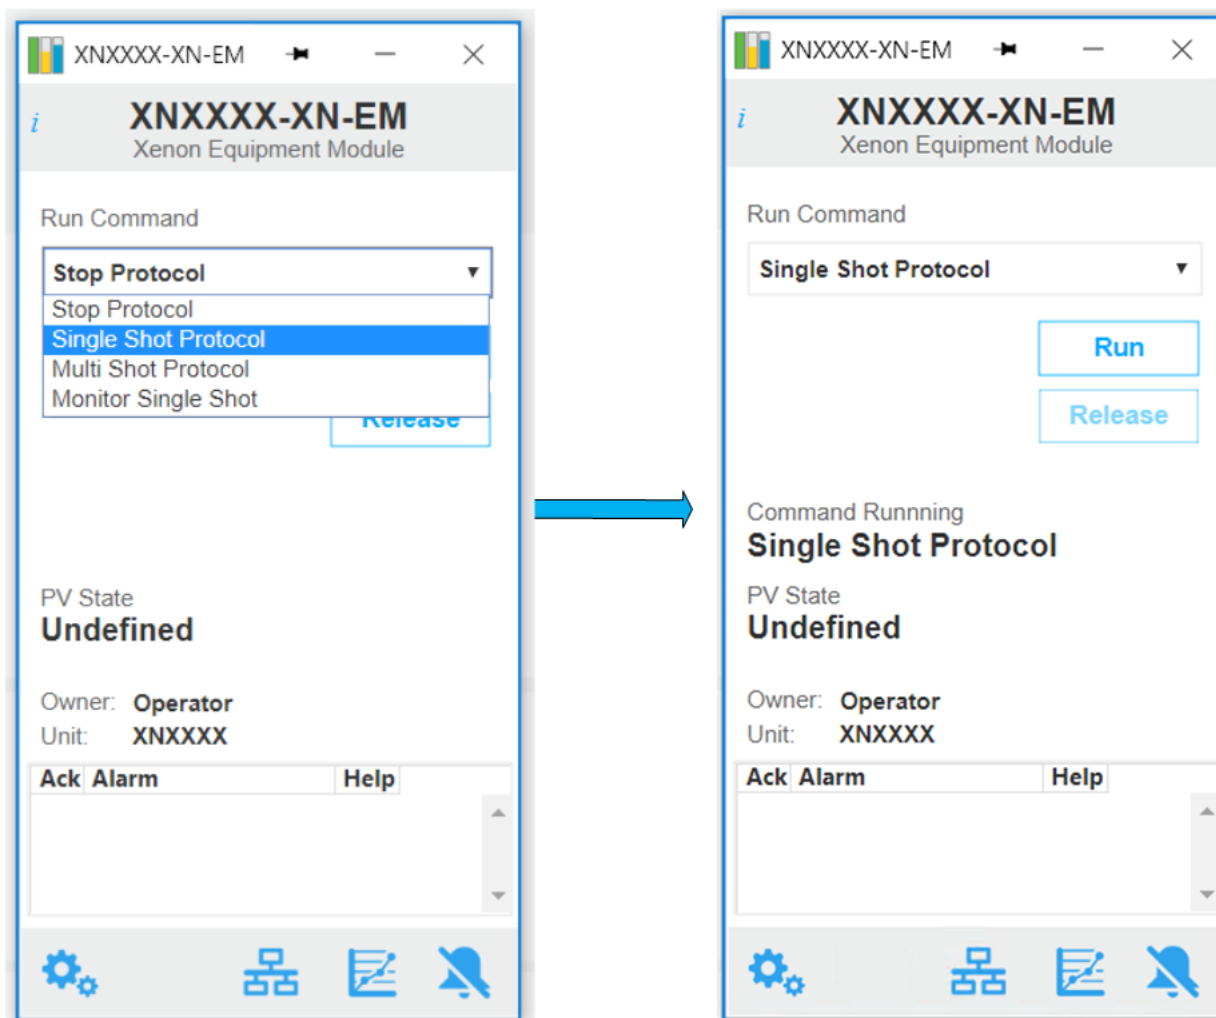 XNXXXX-XN-EM
i
XNXXXX-XN-EM
Xenon Equipment Module
Run Command
Stop Protocol
Stop Protocol
Single Shot Protocol
Multi Shot Protocol
Monitor Single Shot
Release
PV State
Undefined
Owner: Operator
Unit: XNXXXX
Ack Alarm Help
XNXXXX-XN-EM
i
XNXXXX-XN-EM
Xenon Equipment Module
Run Command
Single Shot Protocol
Run
Release
Command Runnning
Single Shot Protocol
PV State
Undefined
Owner: Operator
Unit: XNXXXX
Ack Alarm Help